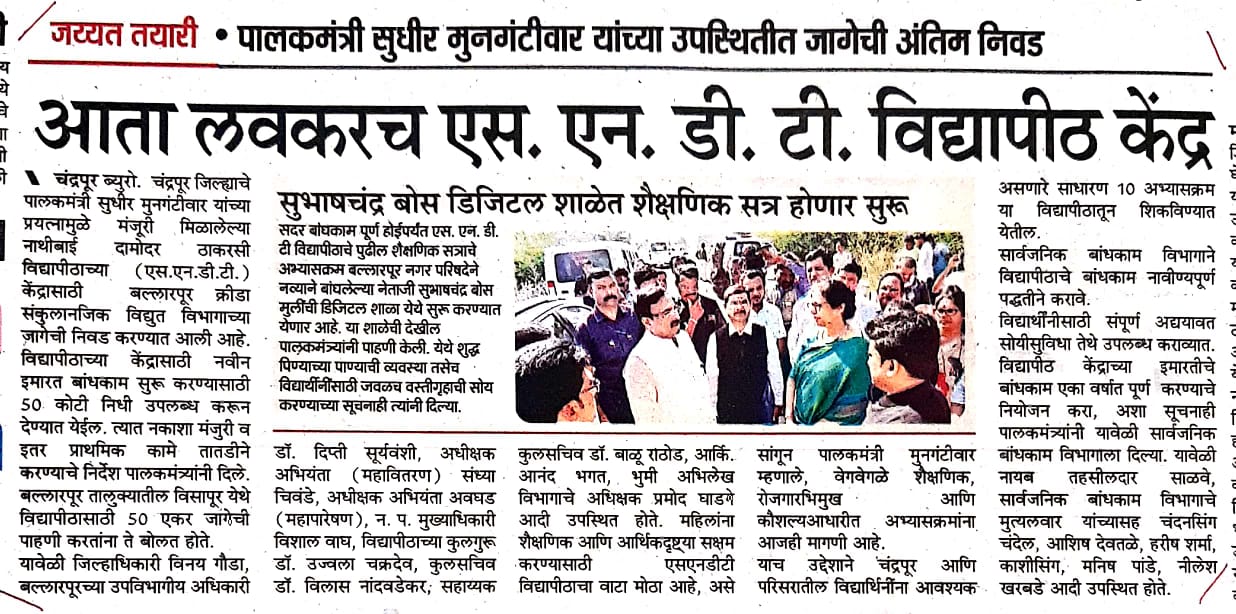 जय्यत तयारी • पालकमंत्री सुधीर मुनगंटीवार यांच्या उपस्थितीत जागेची अंतिम निवड
आता लवकरच एस. एन. डी. टी. विद्यापीठ केंद्र
चंद्रपूर ब्युरो. चंद्रपूर जिल्ह्याचे
पालकमंत्री सुधीर मुनगंटीवार यांच्या
प्रयत्नामुळे मंजूरी मिळालेल्या
नाथीबाई दामोदर ठाकरसी
विद्यापीठाच्या (एस.एन.डी.टी.)
केंद्रासाठी बल्लारपूर क्रीडा
संकुलानजिक विद्युत विभागाच्या
जागेची निवड करण्यात आली आहे.
विद्यापीठाच्या केंद्रासाठी नवीन
इमारत बांधकाम सुरू करण्यासाठी
50 कोटी निधी उपलब्ध करून
देण्यात येईल. त्यात नकाशा मंजुरी व
इतर प्राथमिक कामे तातडीने
करण्याचे निर्देश पालकमंत्र्यांनी दिले.
बल्लारपूर तालुक्यातील विसापूर येथे
विद्यापीठासाठी 50 एकर जागेची
पाहणी करतांना ते बोलत होते.
यावेळी जिल्हाधिकारी विनय गौडा,
बल्लारपूरच्या उपविभागीय अधिकारी
सुभाषचंद्र बोस डिजिटल शाळेत शैक्षणिक सत्र होणार सुरू
सदर बांधकाम पूर्ण होईपर्यंत एस. एन. डी.
टी विद्यापीठाचे पुढील शैक्षणिक सत्राचे
अभ्यासक्रम बल्लारपूर नगर परिषदेने
नव्याने बांधलेल्या नेताजी सुभाषचंद्र बोस
मुलींची डिजिटल शाळा येथे सुरू करण्यात
येणार आहे. या शाळेची देखील
पालकमंत्र्यांनी पाहणी केली. येथे शुद्ध
पिण्याच्या पाण्याची व्यवस्था तसेच
विद्यार्थीनींसाठी जवळच वस्तीगृहाची सोय
करण्याच्या सूचनाही त्यांनी दिल्या.
डॉ. दिप्ती सूर्यवंशी, अधीक्षक
अभियंता (महावितरण) संध्या
चिवंडे, अधीक्षक अभियंता अवघड
(महापारेषण), न. प. मुख्याधिकारी
विशाल वाघ, विद्यापीठाच्या कुलगुरू
डॉ. उज्वला चक्रदेव, कुलसचिव
डॉ. विलास नांदवडेकर; सहाय्यक
कुलसचिव डॉ. बाळू राठोड, आर्कि.
आनंद भगत, भुमी अभिलेख
विभागाचे अधिक्षक प्रमोद घाडगे
आदी उपस्थित होते. महिलांना
शैक्षणिक आणि आर्थिकदृष्ट्या सक्षम
करण्यासाठी एसएनडीटी
विद्यापीठाचा वाटा मोठा आहे, असे
सांगून पालकमंत्री मुनगंटीवार
म्हणाले, वेगवेगळे शैक्षणिक,
रोजगारभिमुख आणि
कौशल्यआधारीत अभ्यासक्रमांना
आजही मागणी आहे.
याच उद्देशाने चंद्रपूर आणि
परिसरातील विद्यार्थिनींना आवश्यक
असणारे साधारण 10 अभ्यासक्रम
या विद्यापीठातून शिकविण्यात
येतील.
सार्वजनिक बांधकाम विभागाने
विद्यापीठाचे बांधकाम नावीण्यपूर्ण
पद्धतीने करावे.
विद्यार्थीनींसाठी संपूर्ण अद्ययावत
सोयीसुविधा तेथे उपलब्ध कराव्यात.
विद्यापीठ केंद्राच्या इमारतीचे
बांधकाम एका वर्षात पूर्ण करण्याचे
नियोजन करा, अशा सूचनाही
पालकमंत्र्यांनी यावेळी सार्वजनिक
बांधकाम विभागाला दिल्या. यावेळी
नायब तहसीलदार साळवे,
सार्वजनिक बांधकाम विभागाचे
मुत्यलवार यांच्यासह चंदनसिंग
चंदेल, आशिष देवतळे, हरीष शर्मा,
काशीसिंग, मनिष पांडे, नीलेश
खरबडे आदी उपस्थित होते.